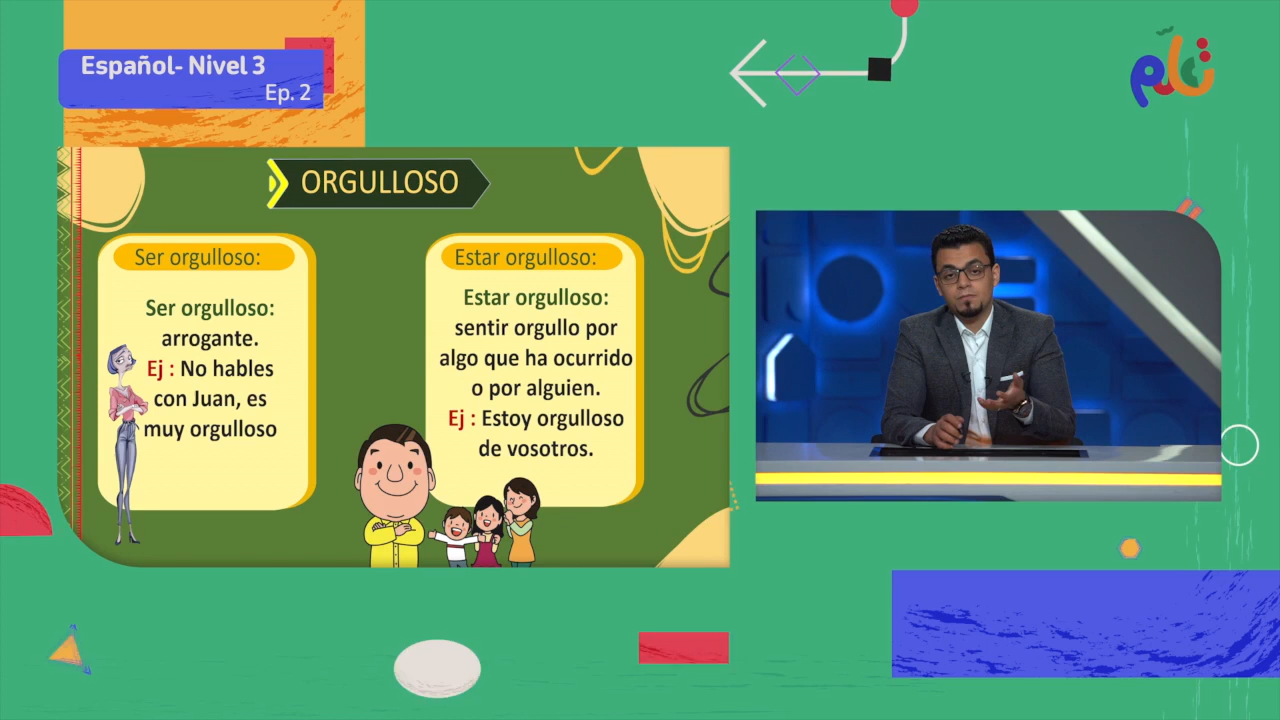 Español- Nivel 3
Ep. 2
ORGULLOSO
Ser orgulloso:
Ser orgulloso:
arrogante.
Ej : No hables
con Juan, es
muy orgulloso
Estar orgulloso:
Estar orgulloso:
sentir orgullo por
algo que ha ocurrido
o por alguien.
Ej : Estoy orgulloso
de vosotros.